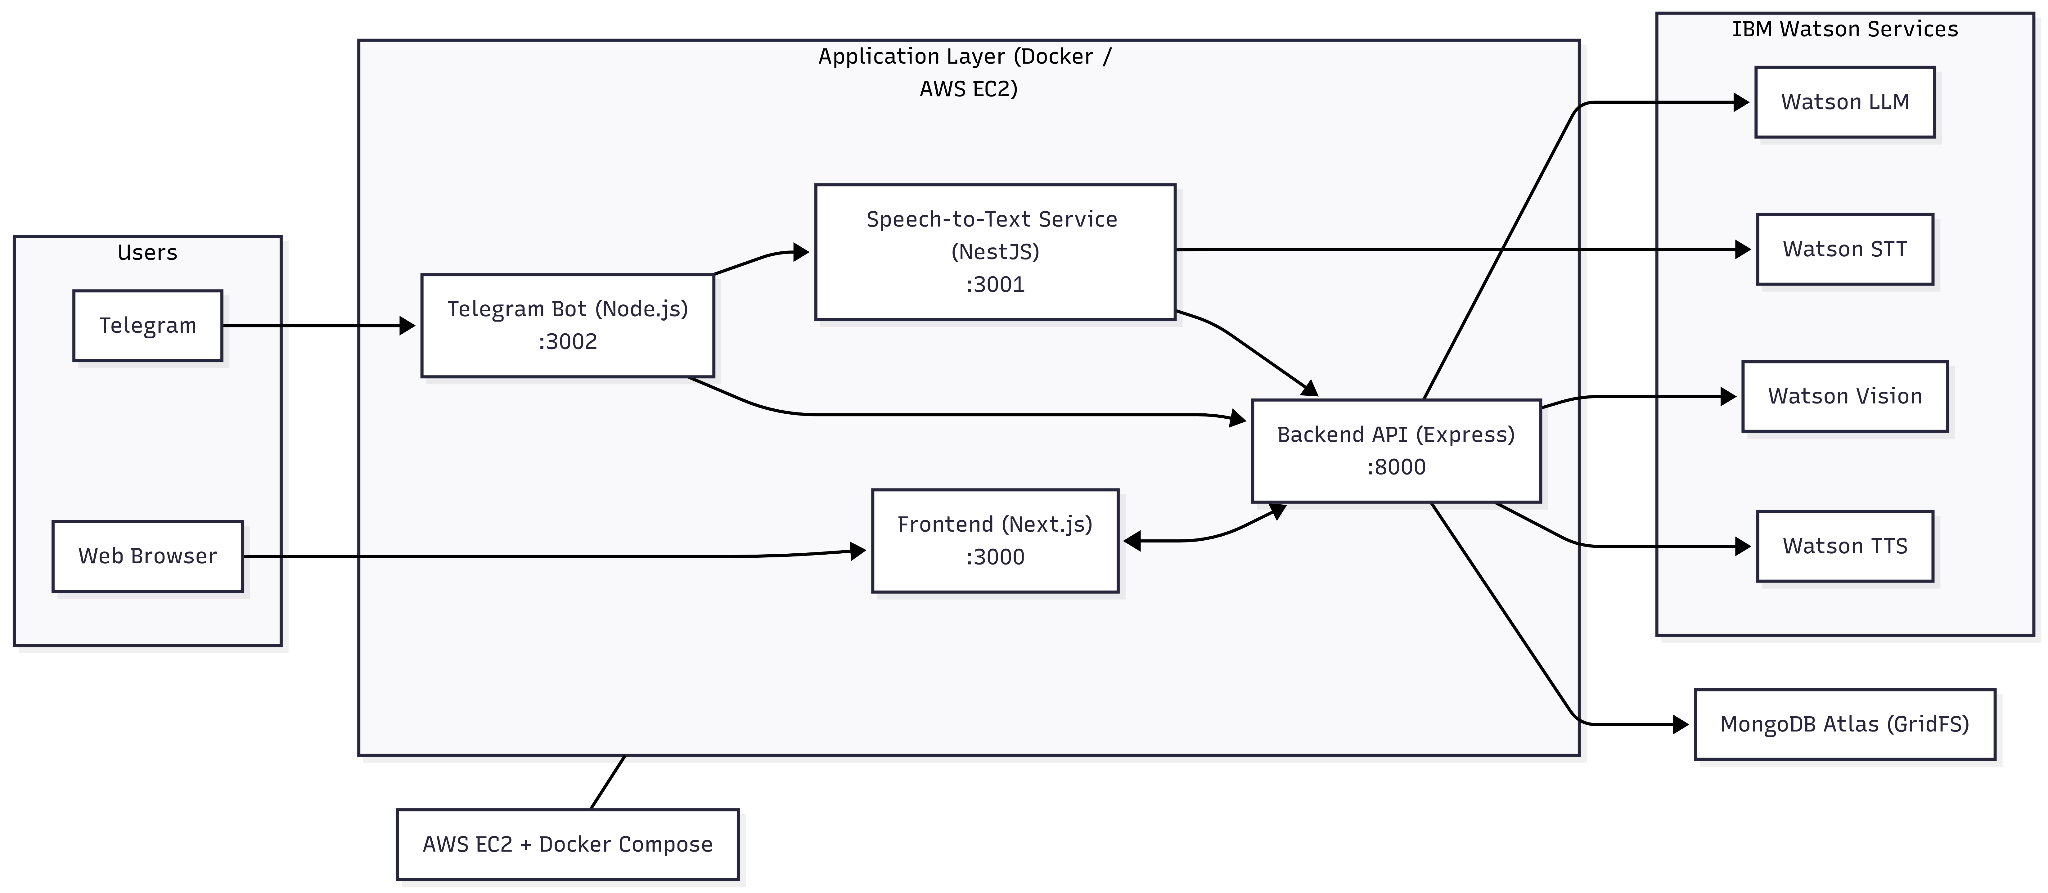 Users
Telegram
Web Browser
Application Layer (Docker /
AWS EC2)
Telegram Bot (Node.js)
:3002
Speech-to-Text Service
(NestJS)
:3001
Frontend (Next.js)
:3000
Backend API (Express)
:8000
IBM Watson Services
Watson LLM
Watson STT
Watson Vision
Watson TTS
MongoDB Atlas (GridFS)
AWS EC2 + Docker Compose